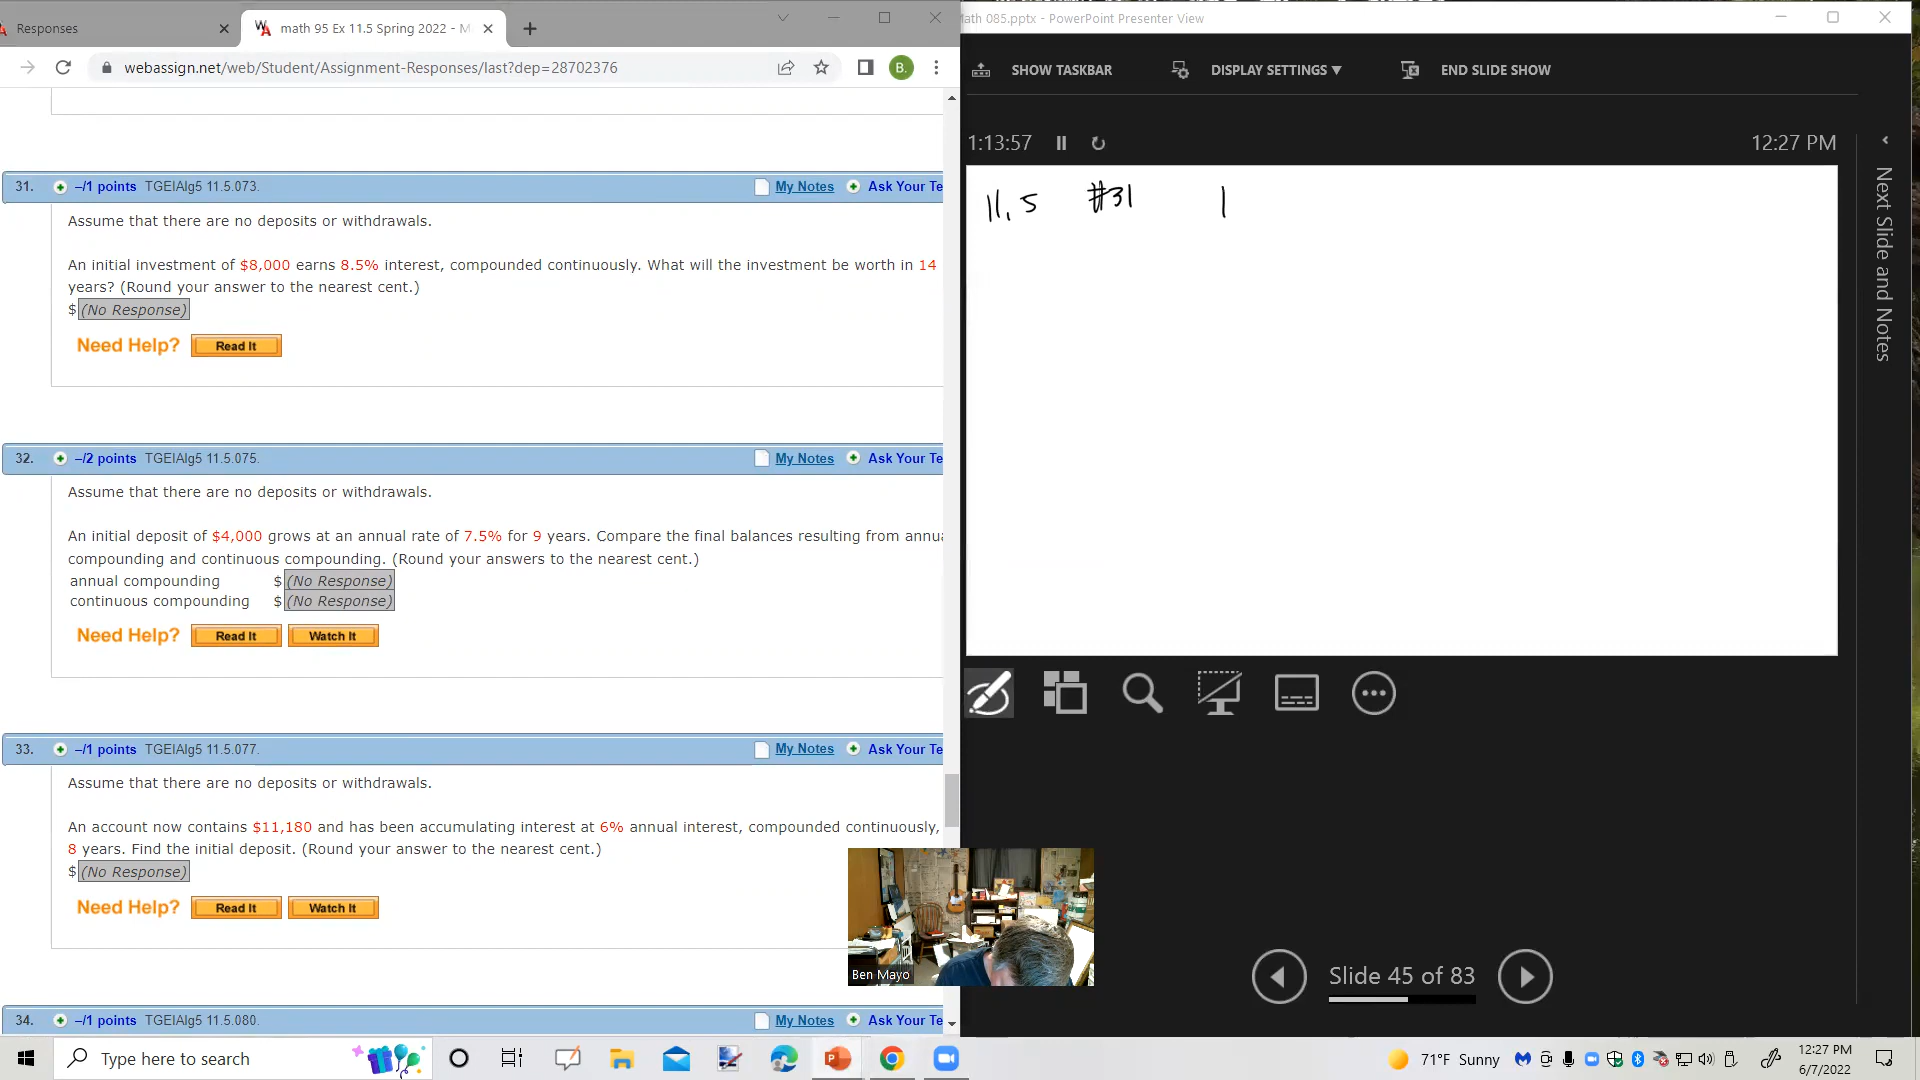 Responses
math 95 Ex 11.5 Spring 2022 - M
Math 085.pptx - PowerPoint Presenter View
webassign.net/web/Student/Assignment-Responses/last?dep=28702376
B.
SHOW TASKBAR
DISPLAY SETTINGS ▼
END SLIDE SHOW
1:13:57
12:27 PM
Next Slide and Notes
11.5 #31 |
31. –/1 points TGEIAlg5 11.5.073. My Notes Ask Your Te
Assume that there are no deposits or withdrawals.
An initial investment of $8,000 earns 8.5% interest, compounded continuously. What will the investment be worth in 14
years? (Round your answer to the nearest cent.)
$ (No Response)
Need Help? Read It
32. –/2 points TGEIAlg5 11.5.075. My Notes Ask Your Te
Assume that there are no deposits or withdrawals.
An initial deposit of $4,000 grows at an annual rate of 7.5% for 9 years. Compare the final balances resulting from annua
compounding and continuous compounding. (Round your answers to the nearest cent.)
annual compounding $ (No Response)
continuous compounding $ (No Response)
Need Help? Read It Watch It
33. –/1 points TGEIAlg5 11.5.077. My Notes Ask Your Te
Assume that there are no deposits or withdrawals.
An account now contains $11,180 and has been accumulating interest at 6% annual interest, compounded continuously,
8 years. Find the initial deposit. (Round your answer to the nearest cent.)
$ (No Response)
Need Help? Read It Watch It
Ben Mayo
Slide 45 of 83
34. –/1 points TGEIAlg5 11.5.080. My Notes Ask Your Te
Type here to search
71°F Sunny
12:27 PM
6/7/2022